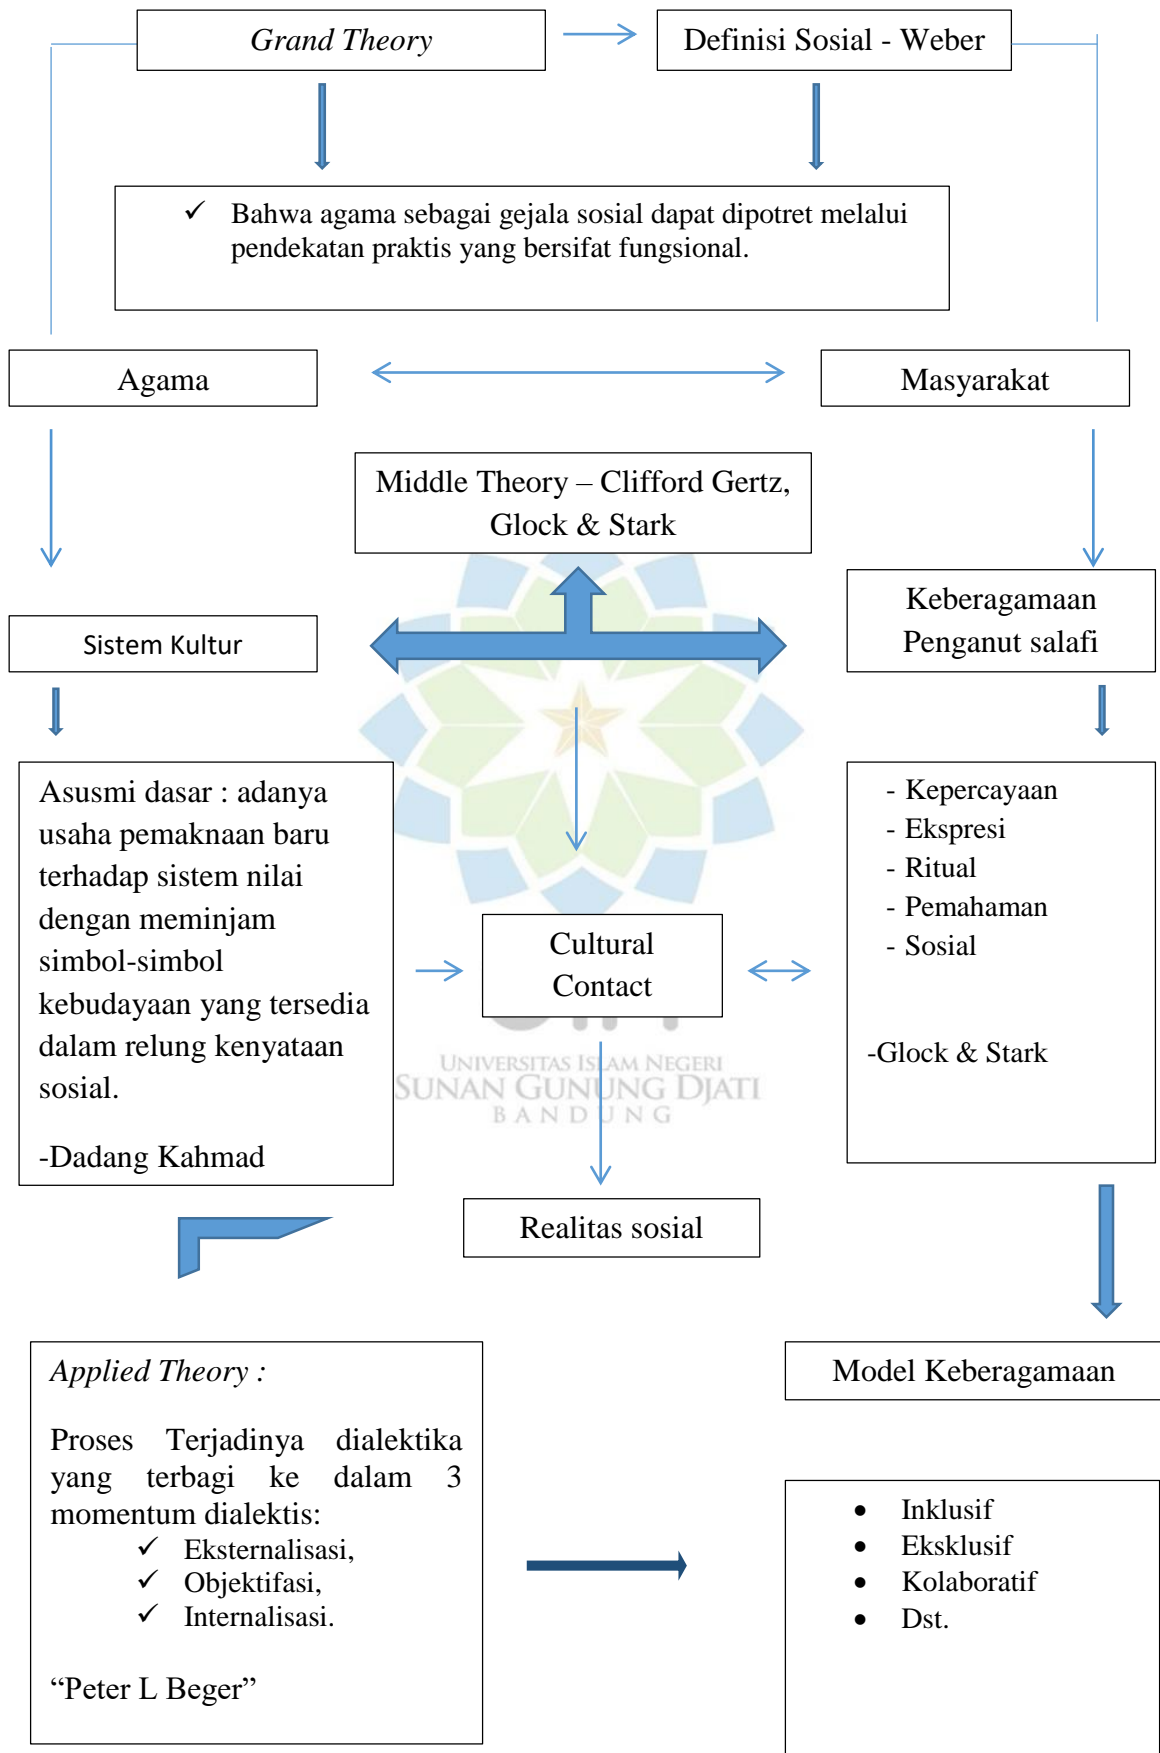 Grand Theory
Definisi Sosial - Weber
✓ Bahwa agama sebagai gejala sosial dapat dipotret melalui
pendekatan praktis yang bersifat fungsional.
Agama
Masyarakat
Middle Theory – Clifford Gertz,
Glock & Stark
Sistem Kultur
Keberagamaan
Penganut salafi
Asusmi dasar : adanya
usaha pemaknaan baru
terhadap sistem nilai
dengan meminjam
simbol-simbol
kebudayaan yang tersedia
dalam relung kenyataan
sosial.
-Dadang Kahmad
Cultural
Contact
- Kepercayaan
- Ekspresi
- Ritual
- Pemahaman
- Sosial
-Glock & Stark
UNIVERSITAS ISLAM NEGERI
SUNAN GUNUNG DJATI
BANDUNG
Realitas sosial
Applied Theory :
Proses Terjadinya dialektika
yang terbagi ke dalam 3
momentum dialektis:
✓ Eksternalisasi,
✓ Objektifasi,
✓ Internalisasi.
“Peter L Beger”
Model Keberagamaan
• Inklusif
• Eksklusif
• Kolaboratif
• Dst.